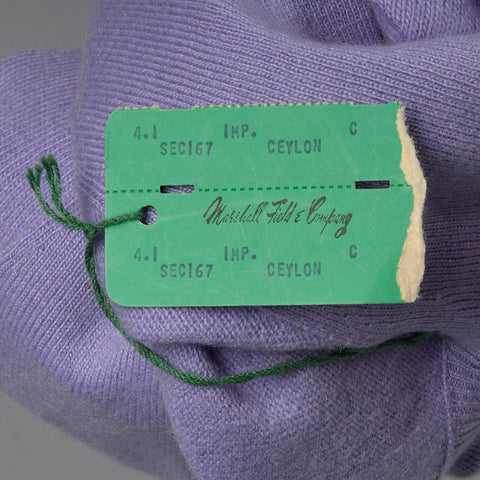 4.1 IMP. C
SEC167 CEYLON
Marshall Field & Company
4.1 IMP. C
SEC167 CEYLON